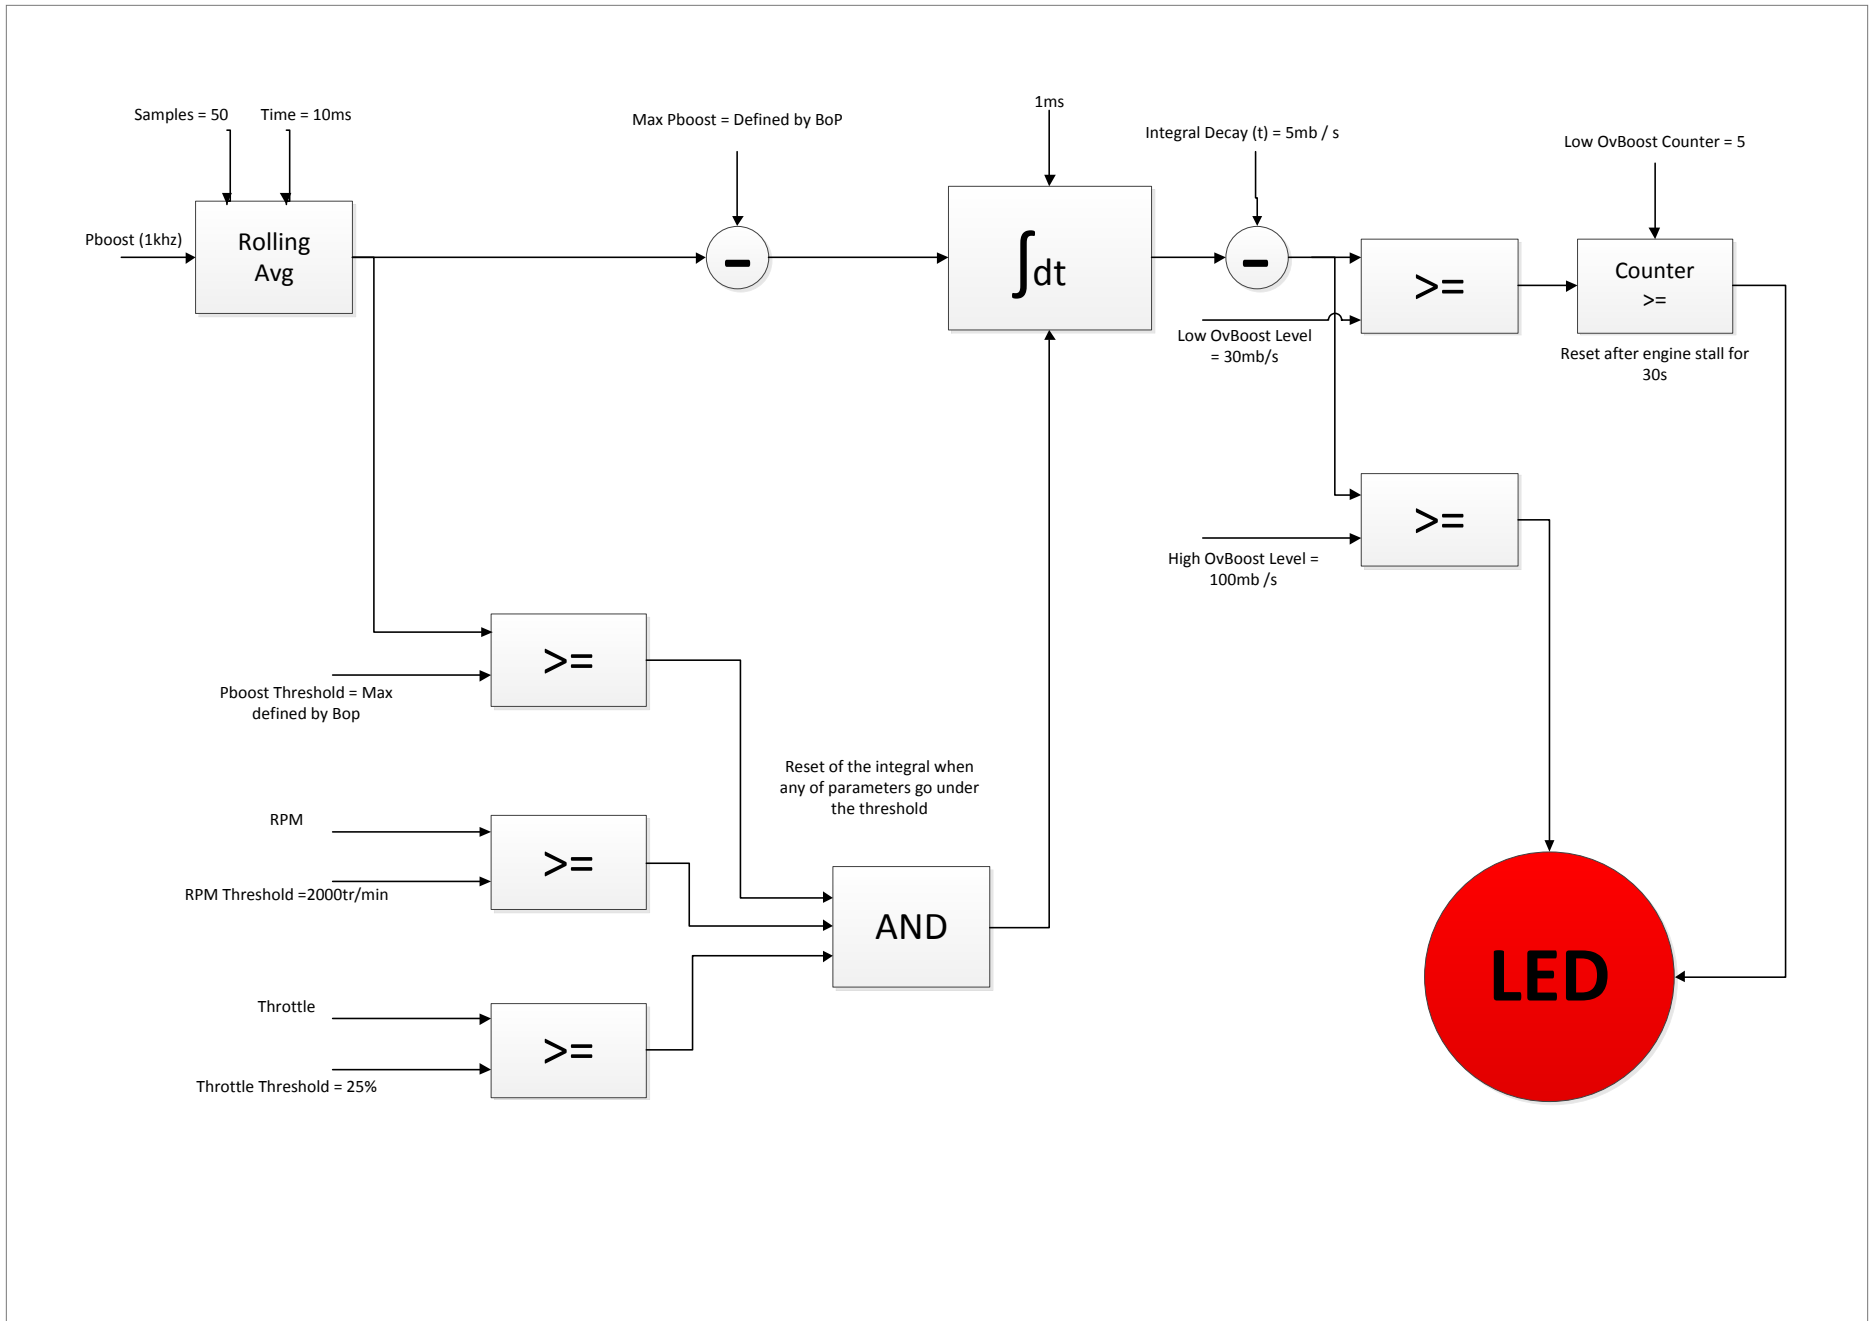 Samples = 50
Time = 10ms
Max Pboost = Defined by BoP
1ms
Integral Decay (t) = 5mb / s
Low OvBoost Counter = 5
Pboost (1khz)
Rolling
Avg
-
∫dt
-
>=
Counter
>=
Low OvBoost Level
= 30mb/s
Reset after engine stall for
30s
>=
High OvBoost Level =
100mb /s
>=
Pboost Threshold = Max
defined by Bop
Reset of the integral when
any of parameters go under
the threshold
RPM
>=
RPM Threshold =2000tr/min
AND
LED
Throttle
>=
Throttle Threshold = 25%